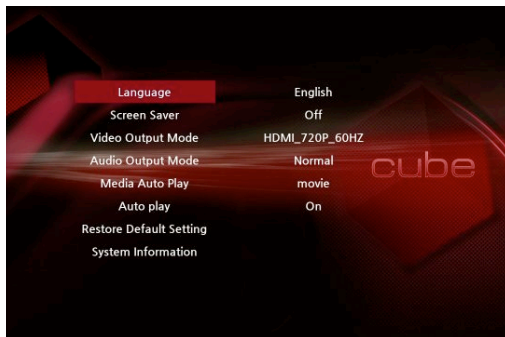 Language English
Screen Saver Off
Video Output Mode HDMI_720P_60HZ
Audio Output Mode Normal
Media Auto Play movie
Auto play On
Restore Default Setting
System Information
cube